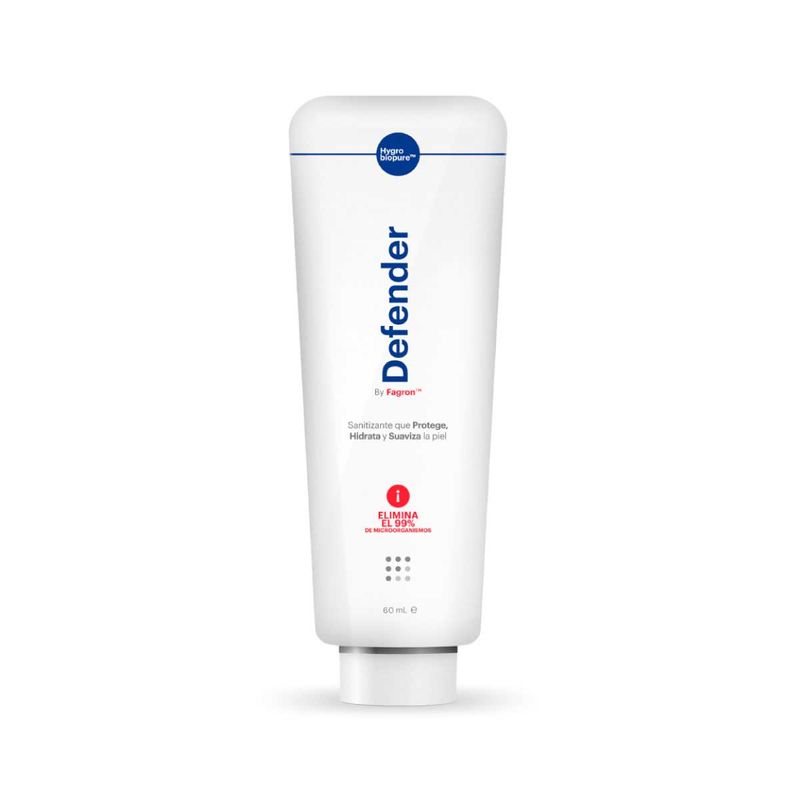 Hygro
biopure™
Defender
By Fagron™
Sanitizante que Protege,
Hidrata y Suaviza la piel
i
ELIMINA
EL 99%
DE MICROORGANISMOS
60 ml. ℮